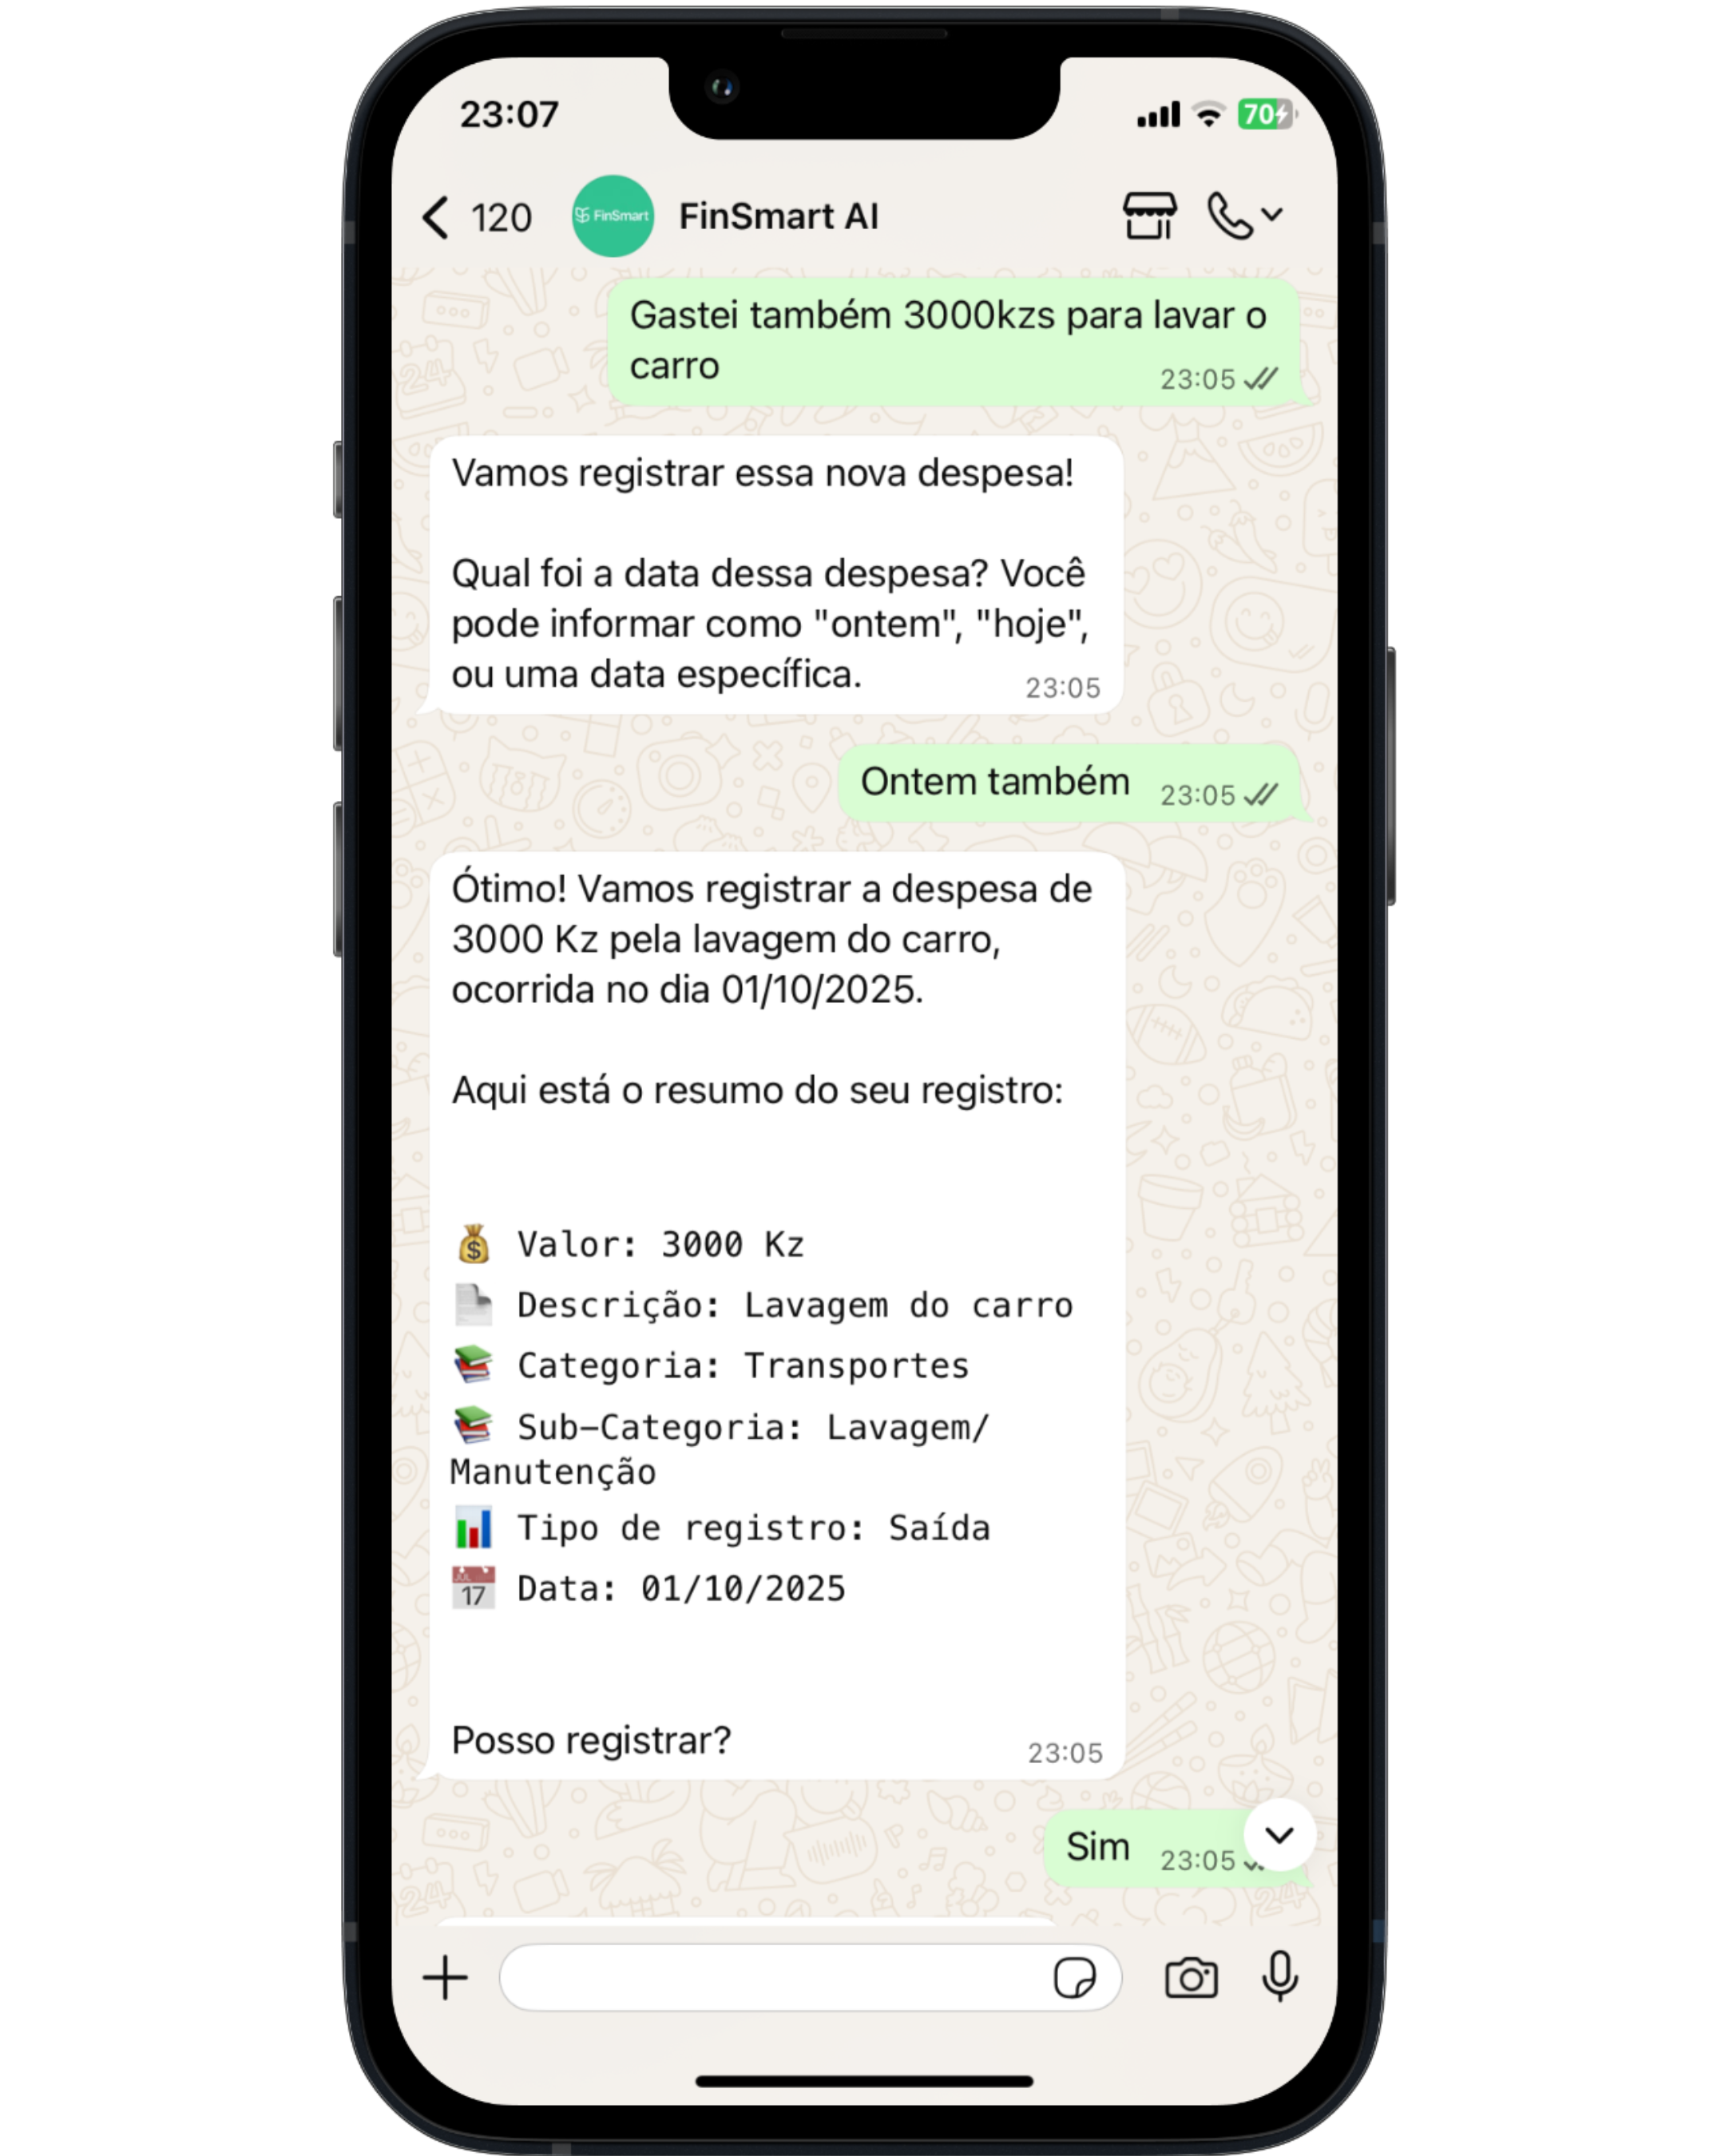 23:07
70
120
FinSmart
FinSmart AI
Gastei também 3000kzs para lavar o
carro
23:05
Vamos registrar essa nova despesa!
Qual foi a data dessa despesa? Você
pode informar como "ontem", "hoje",
ou uma data específica.
23:05
Ontem também
23:05
Ótimo! Vamos registrar a despesa de
3000 Kz pela lavagem do carro,
ocorrida no dia 01/10/2025.
Aqui está o resumo do seu registro:
💰 Valor: 3000 Kz
📄 Descrição: Lavagem do carro
📚 Categoria: Transportes
📚 Sub-Categoria: Lavagem/
Manutenção
📊 Tipo de registro: Saída
📅 Data: 01/10/2025
Posso registrar?
23:05
Sim
23:05